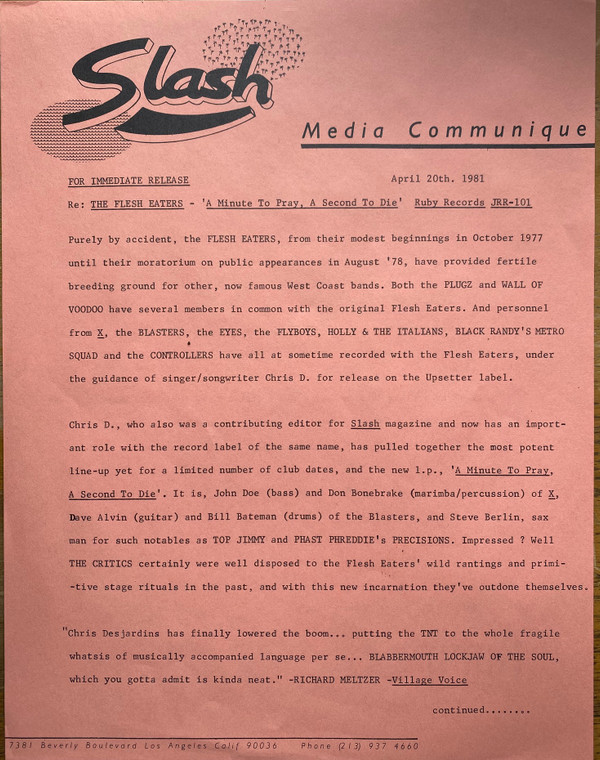 Slash
Media Communique
FOR IMMEDIATE RELEASE April 20th. 1981
Re: THE FLESH EATERS - 'A Minute To Pray, A Second To Die' Ruby Records JRR-101
Purely by accident, the FLESH EATERS, from their modest beginnings in October 1977
until their moratorium on public appearances in August '78, have provided fertile
breeding ground for other, now famous West Coast bands. Both the PLUGZ and WALL OF
VOODOO have several members in common with the original Flesh Eaters. And personnel
from X, the BLASTERS, the EYES, the FLYBOYS, HOLLY & THE ITALIANS, BLACK RANDY'S METRO
SQUAD and the CONTROLLERS have all at sometime recorded with the Flesh Eaters, under
the guidance of singer/songwriter Chris D. for release on the Upsetter label.
Chris D., who also was a contributing editor for Slash magazine and now has an import-
ant role with the record label of the same name, has pulled together the most potent
line-up yet for a limited number of club dates, and the new l.p., 'A Minute To Pray,
A Second To Die'. It is, John Doe (bass) and Don Bonebrake (marimba/percussion) of X,
Dave Alvin (guitar) and Bill Bateman (drums) of the Blasters, and Steve Berlin, sax
man for such notables as TOP JIMMY and PHAST PHREDDIE's PRECISIONS. Impressed ? Well
THE CRITICS certainly were well disposed to the Flesh Eaters' wild rantings and primi-
-tive stage rituals in the past, and with this new incarnation they've outdone themselves.
"Chris Desjardins has finally lowered the boom... putting the TNT to the whole fragile
whatsis of musically accompanied language per se... BLABBERMOUTH LOCKJAW OF THE SOUL,
which you gotta admit is kinda neat." -RICHARD MELTZER -Village Voice
continued........
7381 Beverly Boulevard Los Angeles Calif 90036 Phone (213) 937 4660